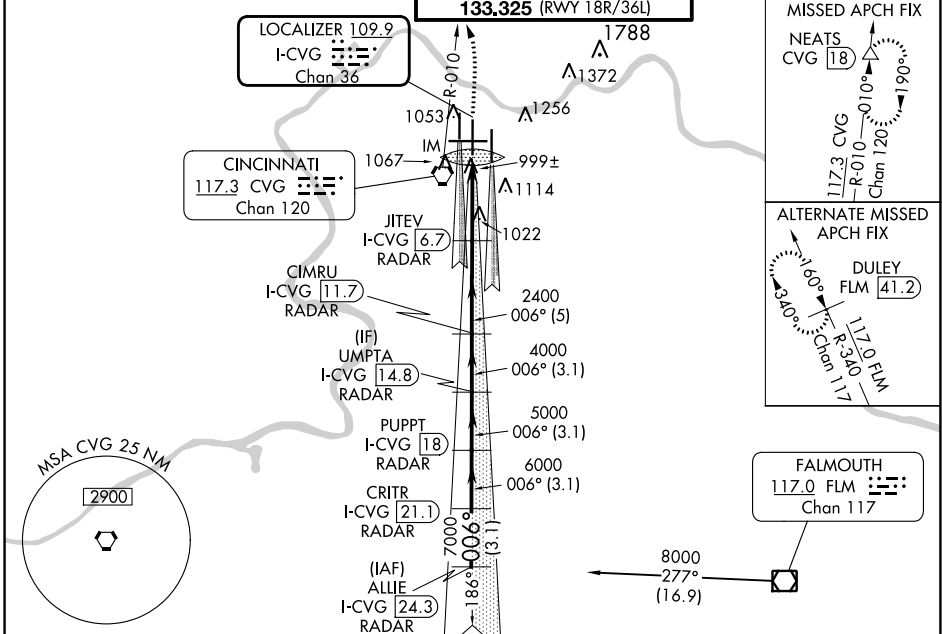 133.325 (RWY 18R/36L)
LOCALIZER 109.9
I-CVG
Chan 36
R-010
1788
1372
1053
1256
IM
1067
999±
CINCINNATI
117.3 CVG
Chan 120
1114
1022
JITEV
I-CVG 6.7
RADAR
CIMRU
I-CVG 11.7
RADAR
2400
006° (5)
(IF)
UMPTA
I-CVG 14.8
RADAR
4000
006° (3.1)
PUPPT
I-CVG 18
RADAR
5000
006° (3.1)
6000
006° (3.1)
CRITR
I-CVG 21.1
RADAR
7000
006°
(3.1)
(IAF)
ALLIE
I-CVG 24.3
RADAR
186°
MSA CVG 25 NM
2900
8000
277°
(16.9)
FALMOUTH
117.0 FLM
Chan 117
MISSED APCH FIX
NEATS
CVG 18
010°
190°
117.3 CVG
R-010
Chan 120
ALTERNATE MISSED
APCH FIX
DULEY
FLM 41.2
160°
340°
117.0 FLM
R-340
Chan 117